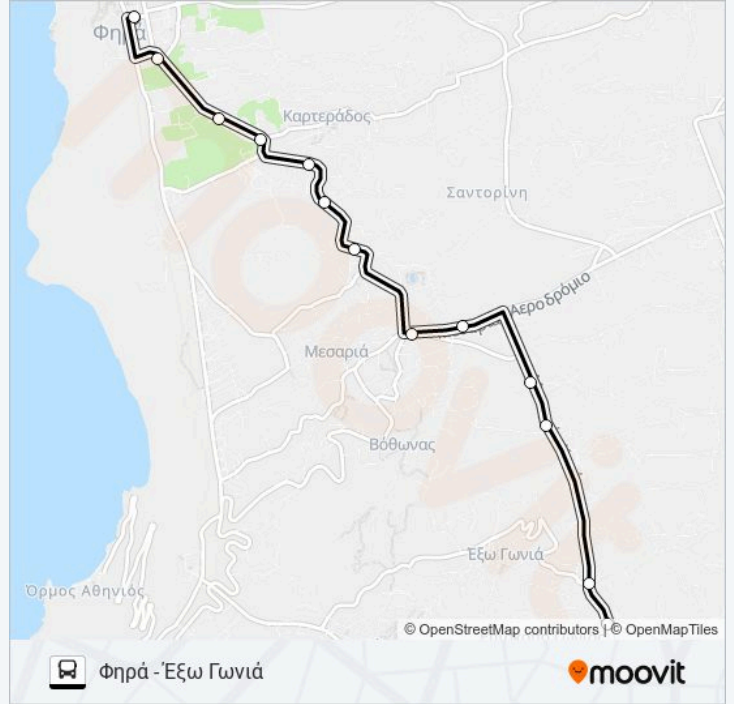 Φηρά
Καρτεράδος
Σαντορίνη
Αεροδρόμιο
Μεσαριά
Βόθωνας
Έξω Γωνιά
Όρμος Αθηνιός
© OpenStreetMap contributors | © OpenMapTiles
Φηρά - Έξω Γωνιά
moovit